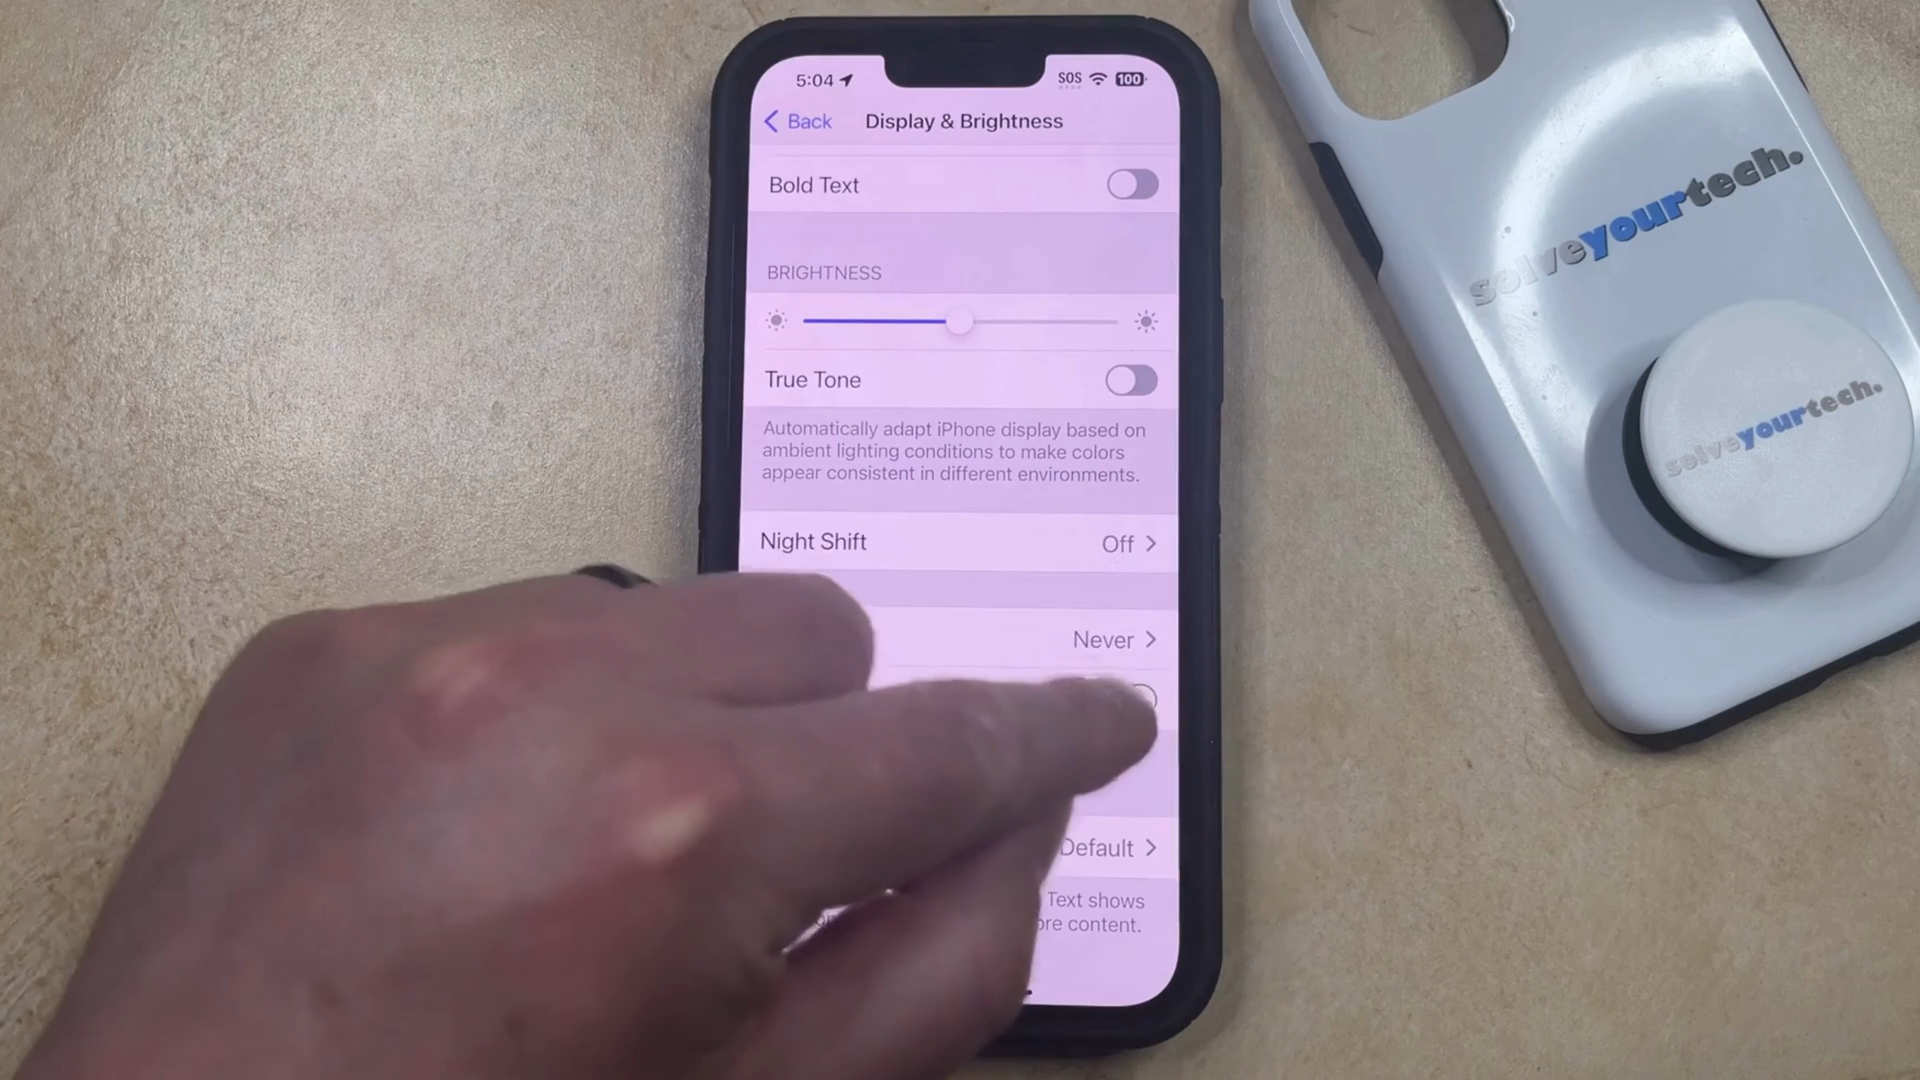 5:04 SOS 100
Back Display & Brightness
Bold Text
BRIGHTNESS
True Tone
Automatically adapt iPhone display based on
ambient lighting conditions to make colors
appear consistent in different environments.
Night Shift Off
Never
Default
Text shows
content.
solveyourtech.
solveyourtech.